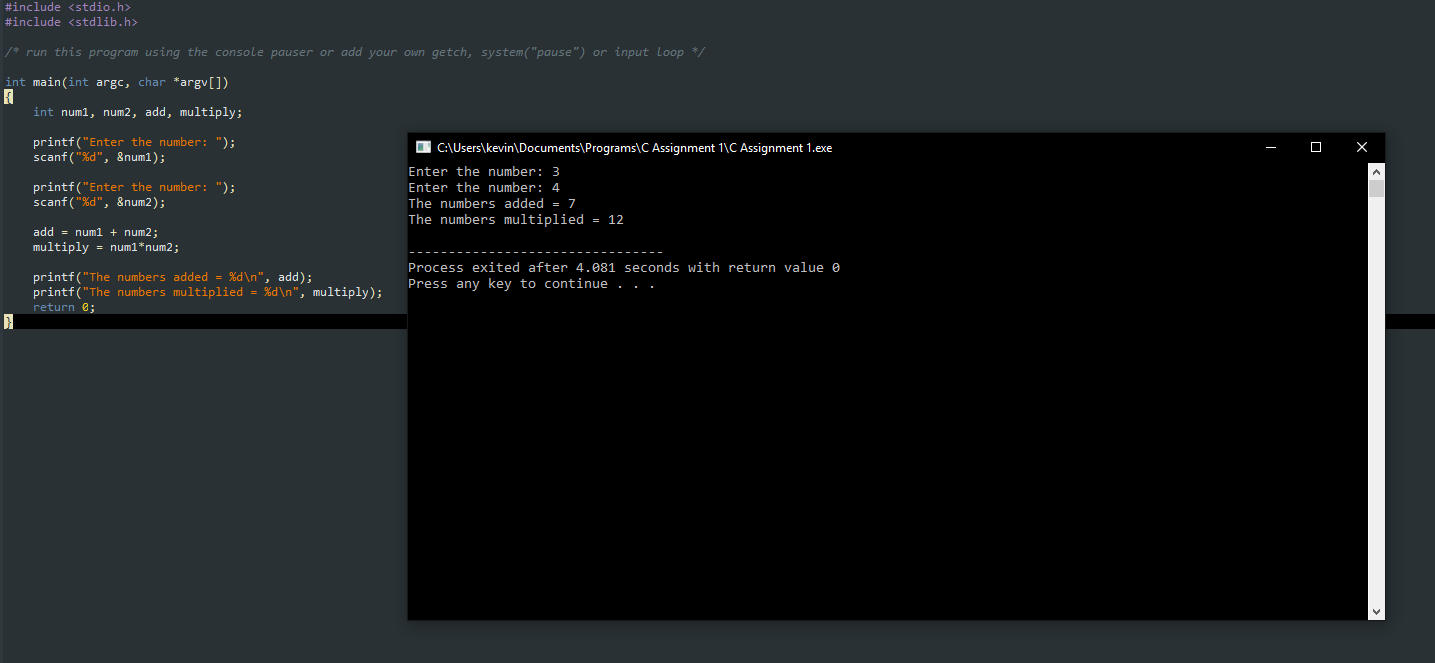 #include <stdio.h>
#include <stdlib.h>
/* run this program using the console pauser or add your own getch, system("pause") or input loop */
int main(int argc, char *argv[])
{
int num1, num2, add, multiply;
printf("Enter the number: ");
scanf("%d", &num1);
printf("Enter the number: ");
scanf("%d", &num2);
add = num1 + num2;
multiply = num1*num2;
printf("The numbers added = %d\n", add);
printf("The numbers multiplied = %d\n", multiply);
return 0;
}
C:\Users\kevin\Documents\Programs\C Assignment 1\C Assignment 1.exe
Enter the number: 3
Enter the number: 4
The numbers added = 7
The numbers multiplied = 12
--------------------------------
Process exited after 4.081 seconds with return value 0
Press any key to continue . . .